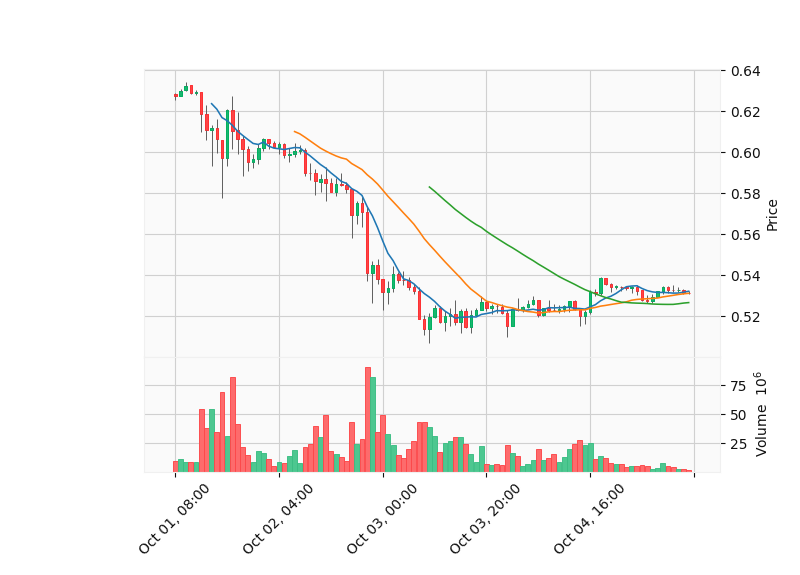 0.64
0.62
0.60
0.58
0.56
0.54
0.52
Price
75
50
25
Volume 10⁶
Oct 01, 08:00
Oct 02, 04:00
Oct 03, 00:00
Oct 03, 20:00
Oct 04, 16:00